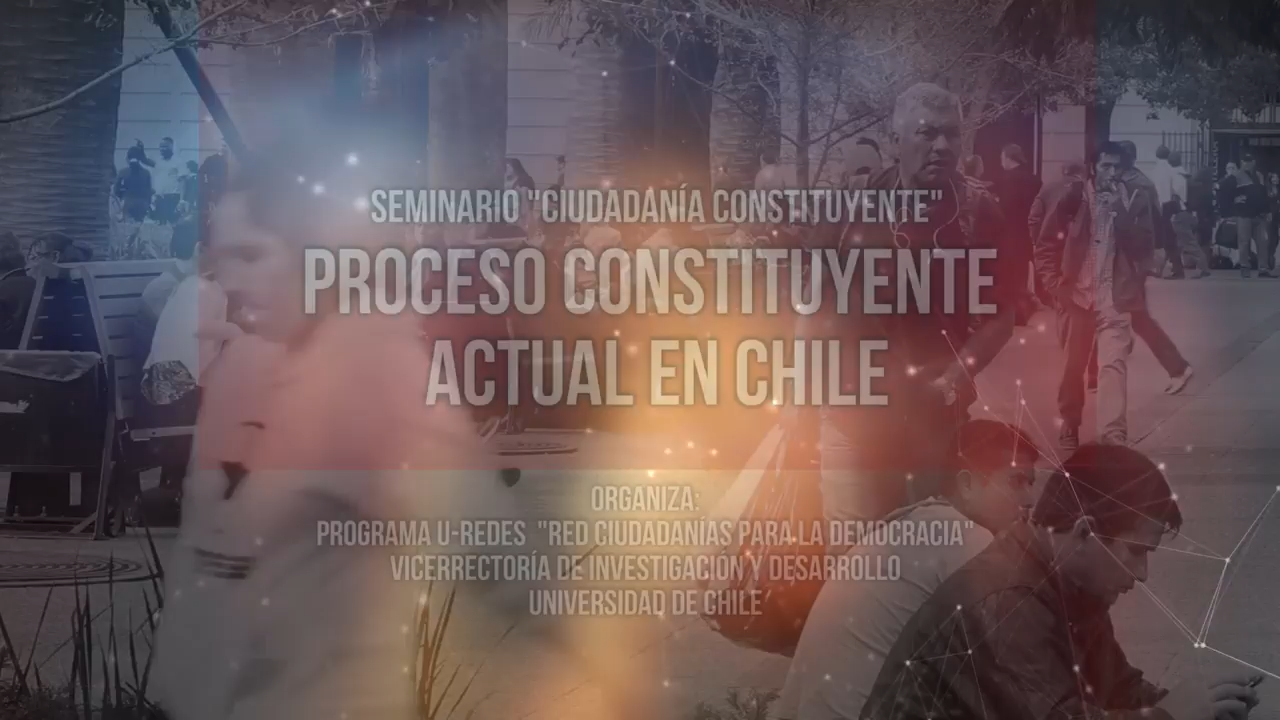 SEMINARIO "CIUDADANÍA CONSTITUYENTE"
PROCESO CONSTITUYENTE
ACTUAL EN CHILE
ORGANIZA:
PROGRAMA U-REDES "RED CIUDADANÍAS PARA LA DEMOCRACIA"
VICERRECTORÍA DE INVESTIGACIÓN Y DESARROLLO
UNIVERSIDAD DE CHILE